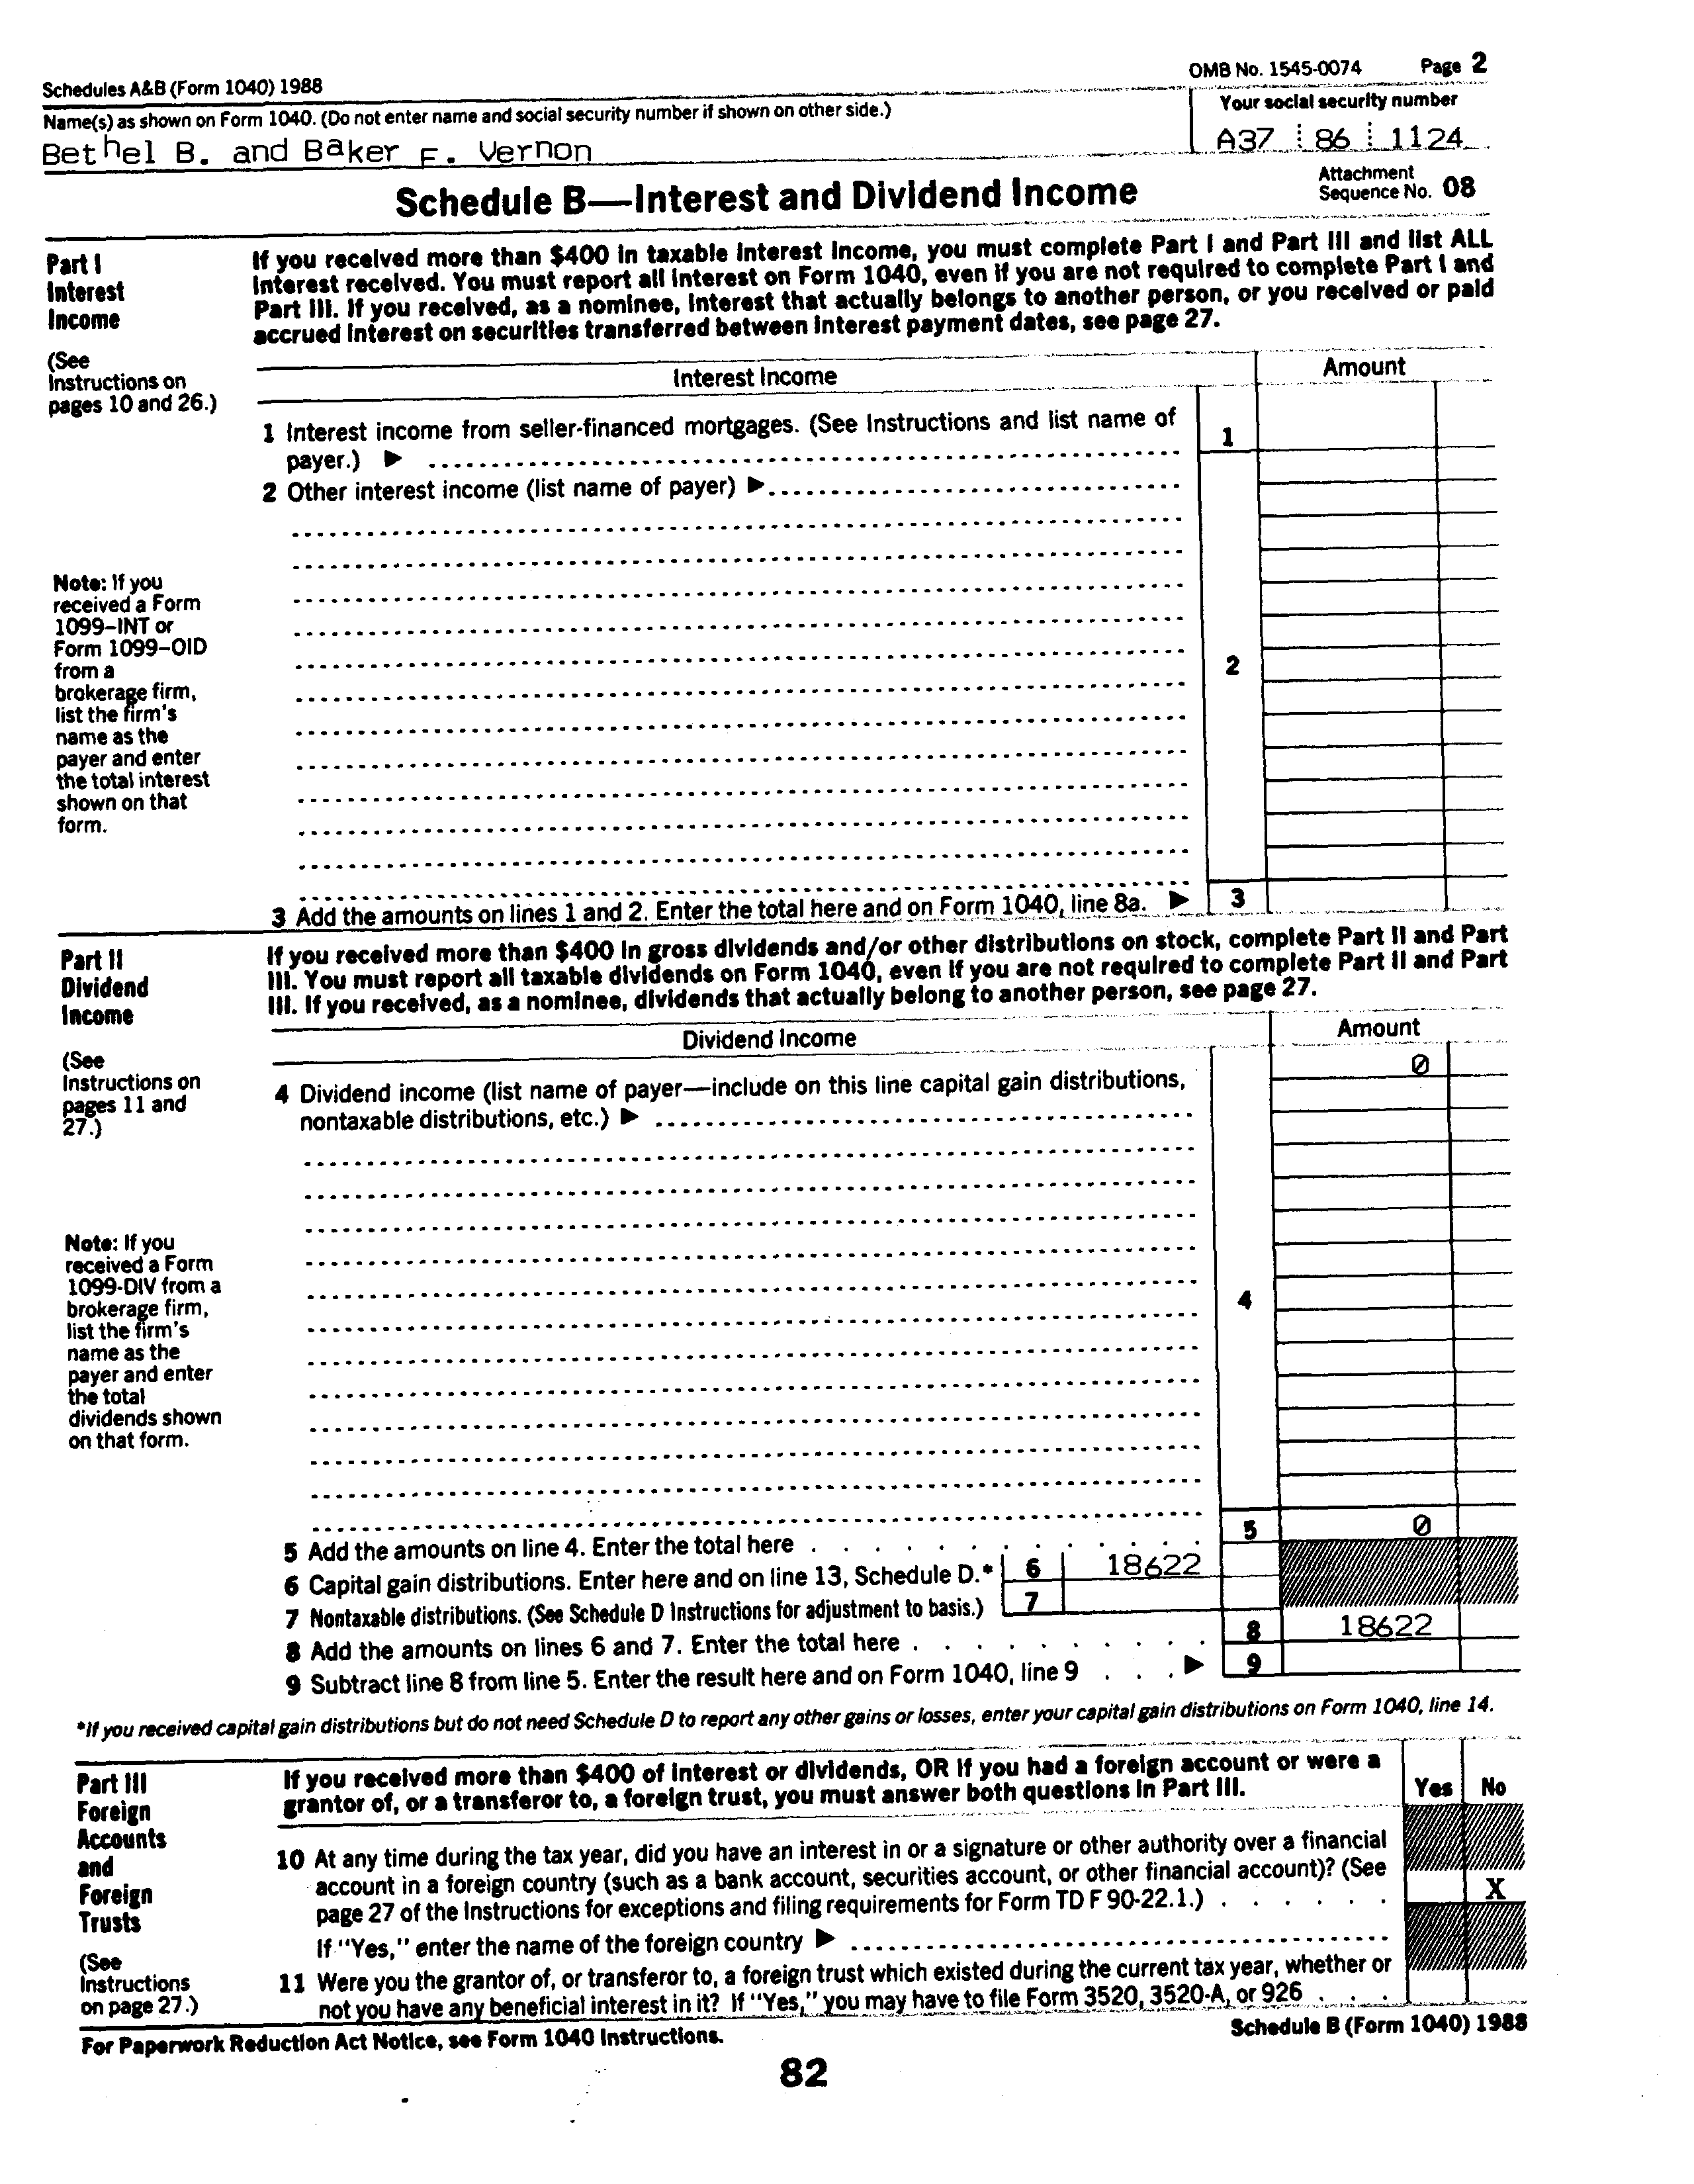 Schedules A&B (Form 1040) 1988
OMB No. 1545-0074
Page 2
Name(s) as shown on Form 1040. (Do not enter name and social security number if shown on other side.)
Your social security number
Bethel B. and Baker F. Vernon
A37 86 1124
Schedule B—Interest and Dividend Income
Attachment
Sequence No. 08
Part I
Interest
Income
(See
Instructions on
pages 10 and 26.)
If you received more than $400 in taxable interest income, you must complete Part I and Part III and list ALL
interest received. You must report all interest on Form 1040, even if you are not required to complete Part I and
Part III. If you received, as a nominee, interest that actually belongs to another person, or you received or paid
accrued interest on securities transferred between interest payment dates, see page 27.
Interest Income
Amount
1 Interest income from seller-financed mortgages. (See Instructions and list name of
payer.) ▶
1
2 Other interest income (list name of payer) ▶
Note: If you
received a Form
1099–INT or
Form 1099–OID
from a
brokerage firm,
list the firm's
name as the
payer and enter
the total interest
shown on that
form.
2
3 Add the amounts on lines 1 and 2. Enter the total here and on Form 1040, line 8a. ▶ 3
Part II
Dividend
Income
(See
Instructions on
pages 11 and
27.)
If you received more than $400 in gross dividends and/or other distributions on stock, complete Part II and Part
III. You must report all taxable dividends on Form 1040, even if you are not required to complete Part II and Part
III. If you received, as a nominee, dividends that actually belong to another person, see page 27.
Dividend Income
Amount
0
4 Dividend income (list name of payer—include on this line capital gain distributions,
nontaxable distributions, etc.) ▶
Note: If you
received a Form
1099-DIV from a
brokerage firm,
list the firm's
name as the
payer and enter
the total
dividends shown
on that form.
4
5 Add the amounts on line 4. Enter the total here . . . . . . . . . . . . 5 0
6 Capital gain distributions. Enter here and on line 13, Schedule D.* 6 18622
7 Nontaxable distributions. (See Schedule D Instructions for adjustment to basis.) 7
8 Add the amounts on lines 6 and 7. Enter the total here . . . . . . . . . 8 18622
9 Subtract line 8 from line 5. Enter the result here and on Form 1040, line 9 . . . ▶ 9
*If you received capital gain distributions but do not need Schedule D to report any other gains or losses, enter your capital gain distributions on Form 1040, line 14.
Part III
Foreign
Accounts
and
Foreign
Trusts
(See
Instructions
on page 27.)
If you received more than $400 of interest or dividends, OR if you had a foreign account or were a
grantor of, or a transferor to, a foreign trust, you must answer both questions in Part III.
Yes No
10 At any time during the tax year, did you have an interest in or a signature or other authority over a financial
account in a foreign country (such as a bank account, securities account, or other financial account)? (See
page 27 of the Instructions for exceptions and filing requirements for Form TD F 90-22.1.) . . . . . . X
If "Yes," enter the name of the foreign country ▶
11 Were you the grantor of, or transferor to, a foreign trust which existed during the current tax year, whether or
not you have any beneficial interest in it? If "Yes," you may have to file Form 3520, 3520-A, or 926 . . .
For Paperwork Reduction Act Notice, see Form 1040 Instructions.
Schedule B (Form 1040) 1988
82